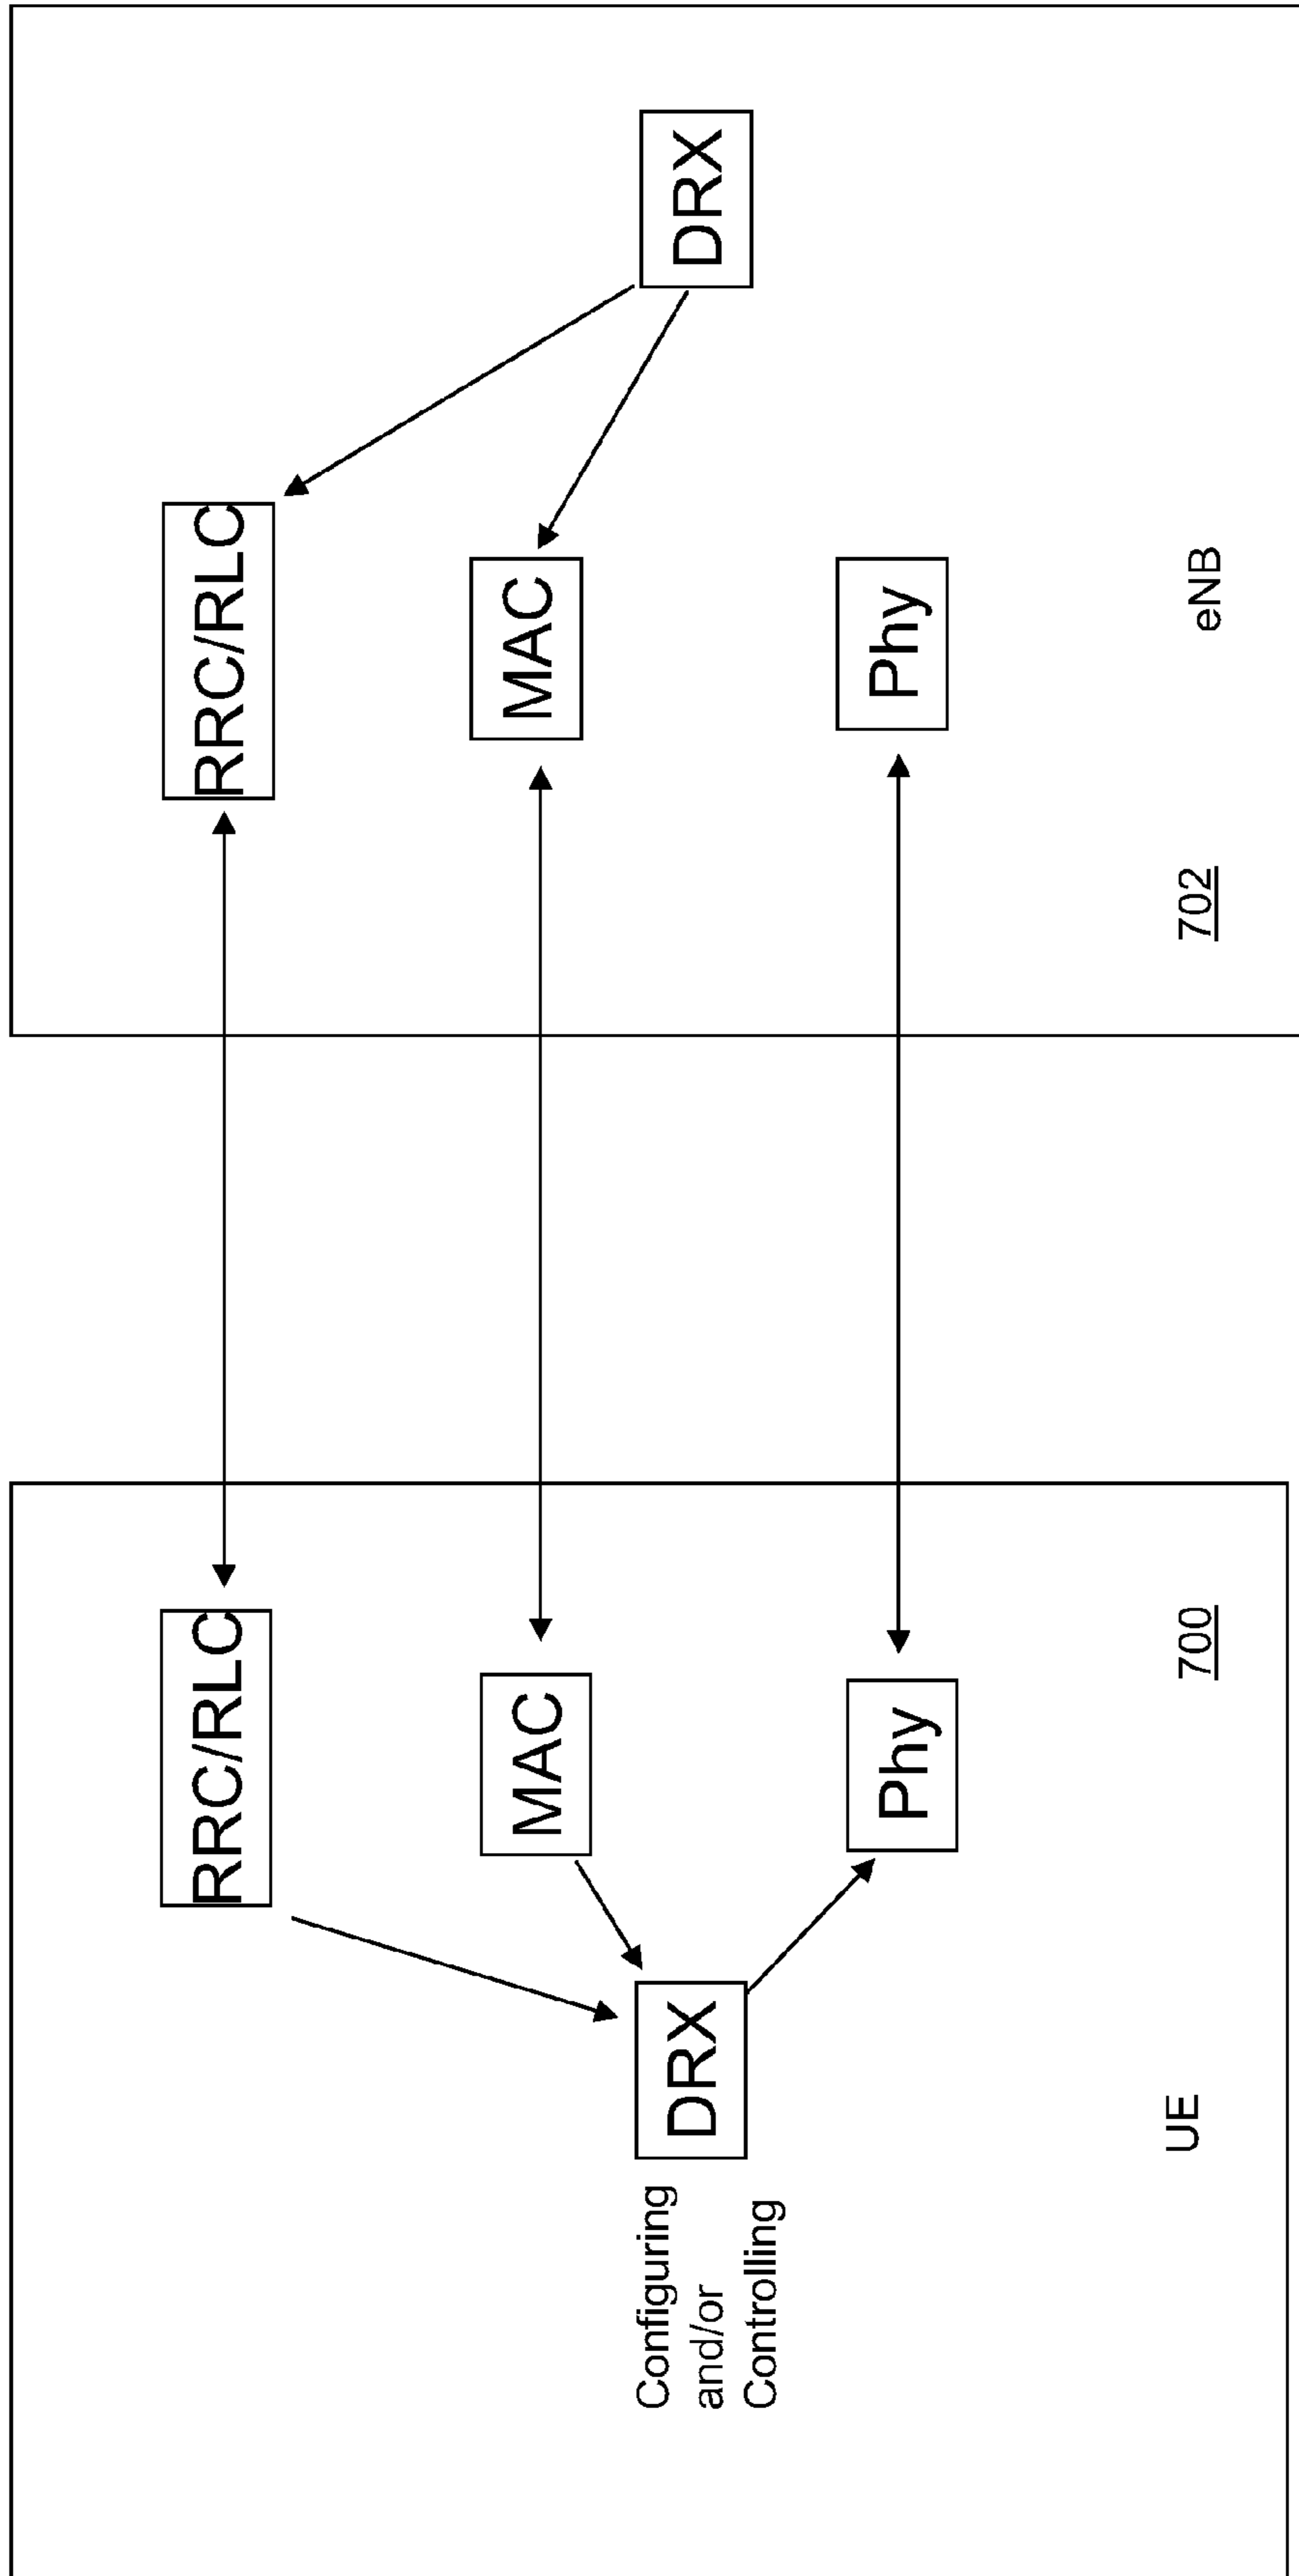 RRC/RLC
RRC/RLC
MAC
MAC
Configuring
and/or
Controlling
DRX
DRX
Phy
Phy
UE
700
702
eNB